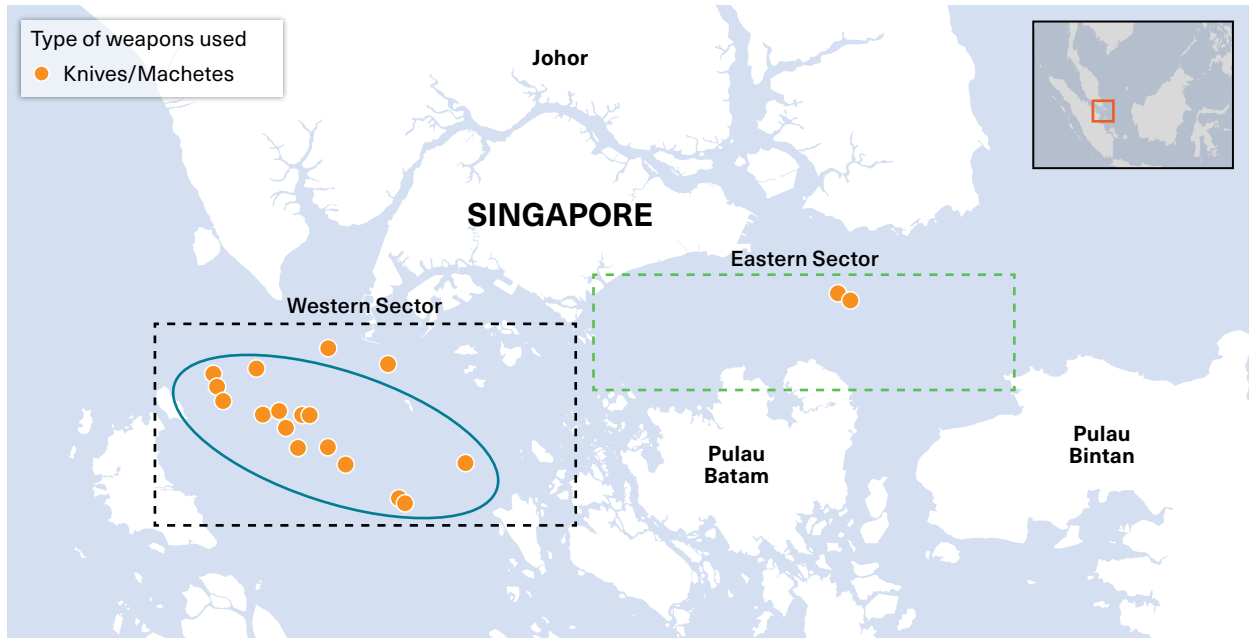 Type of weapons used
Knives/Machetes
Johor
SINGAPORE
Eastern Sector
Western Sector
Pulau
Batam
Pulau
Bintan